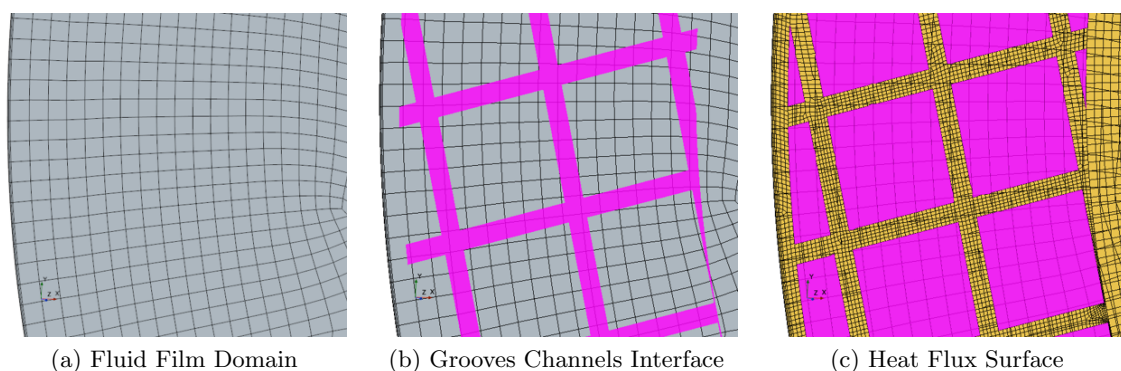 Y
Z X
Y
Z X
Y
Z X
(a) Fluid Film Domain
(b) Grooves Channels Interface
(c) Heat Flux Surface